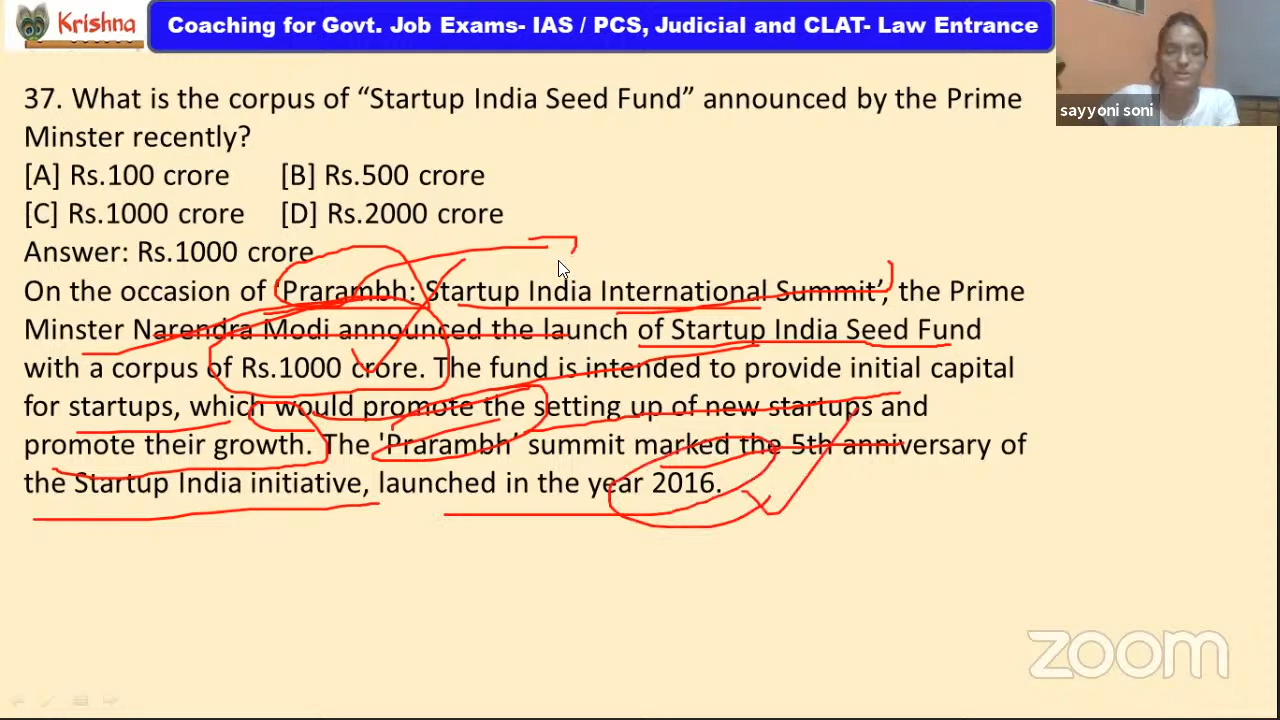 Krishna
Coaching for Govt. Job Exams- IAS / PCS, Judicial and CLAT- Law Entrance
sayyoni soni
37. What is the corpus of “Startup India Seed Fund” announced by the Prime
Minster recently?
[A] Rs.100 crore [B] Rs.500 crore
[C] Rs.1000 crore [D] Rs.2000 crore
Answer: Rs.1000 crore
On the occasion of ‘Prarambh: Startup India International Summit’, the Prime
Minster Narendra Modi announced the launch of Startup India Seed Fund
with a corpus of Rs.1000 crore. The fund is intended to provide initial capital
for startups, which would promote the setting up of new startups and
promote their growth. The 'Prarambh’ summit marked the 5th anniversary of
the Startup India initiative, launched in the year 2016.
zoom